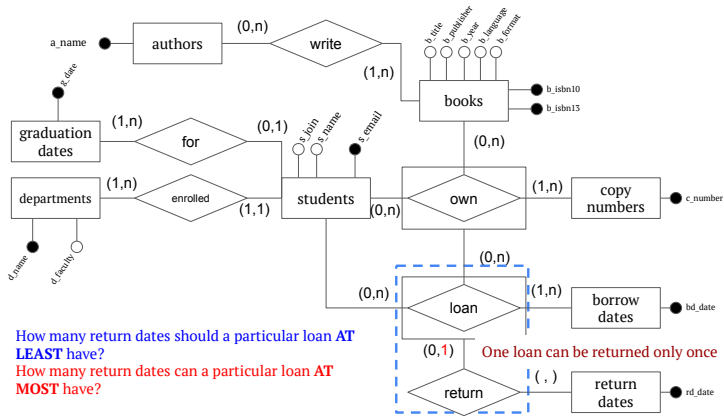 b_title
b_publisher
b_year
b_language
b_format
a_name
authors
(0,n)
write
(1,n)
books
b_isbn10
b_isbn13
g_date
graduation
dates
(1,n)
for
(0,1)
s_join
s_name
s_email
(0,n)
departments
(1,n)
enrolled
(1,1)
students
(0,n)
own
(1,n)
copy
numbers
c_number
d_name
d_faculty
(0,n)
(0,n)
loan
(1,n)
borrow
dates
bd_date
How many return dates should a particular loan AT
LEAST have?
How many return dates can a particular loan AT
MOST have?
(0,1)
One loan can be returned only once
return
( , )
return
dates
rd_date